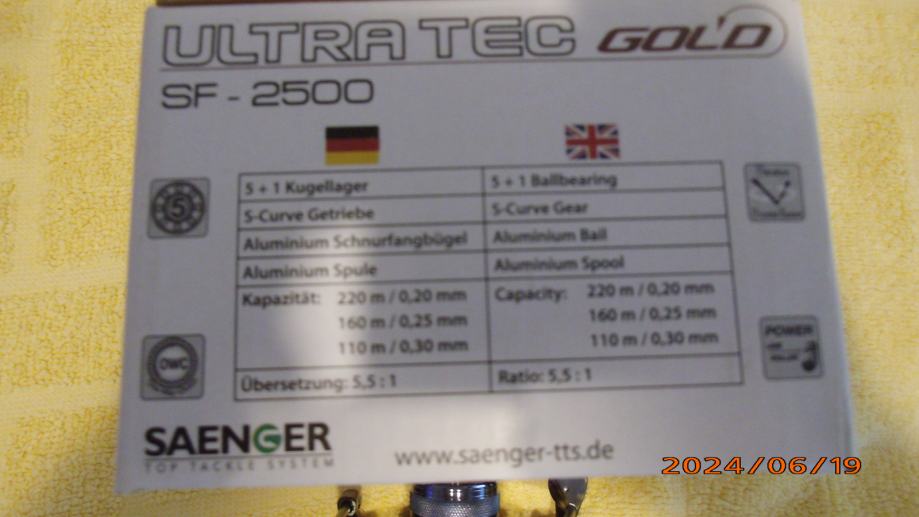 ULTRA TEC GOLD
SF - 2500
5 + 1 Kugellager
5 + 1 Ballbearing
S-Curve Getriebe
S-Curve Gear
Aluminium Schnurfangbügel
Aluminium Bail
Aluminium Spule
Aluminium Spool
Kapazität: 220 m / 0,20 mm
160 m / 0,25 mm
110 m / 0,30 mm
Capacity: 220 m / 0,20 mm
160 m / 0,25 mm
110 m / 0,30 mm
Übersetzung: 5,5 : 1
Ratio: 5,5 : 1
5
OWC
POWER
SAENGER
TOP TACKLE SYSTEM
www.saenger-tts.de
2024/06/19